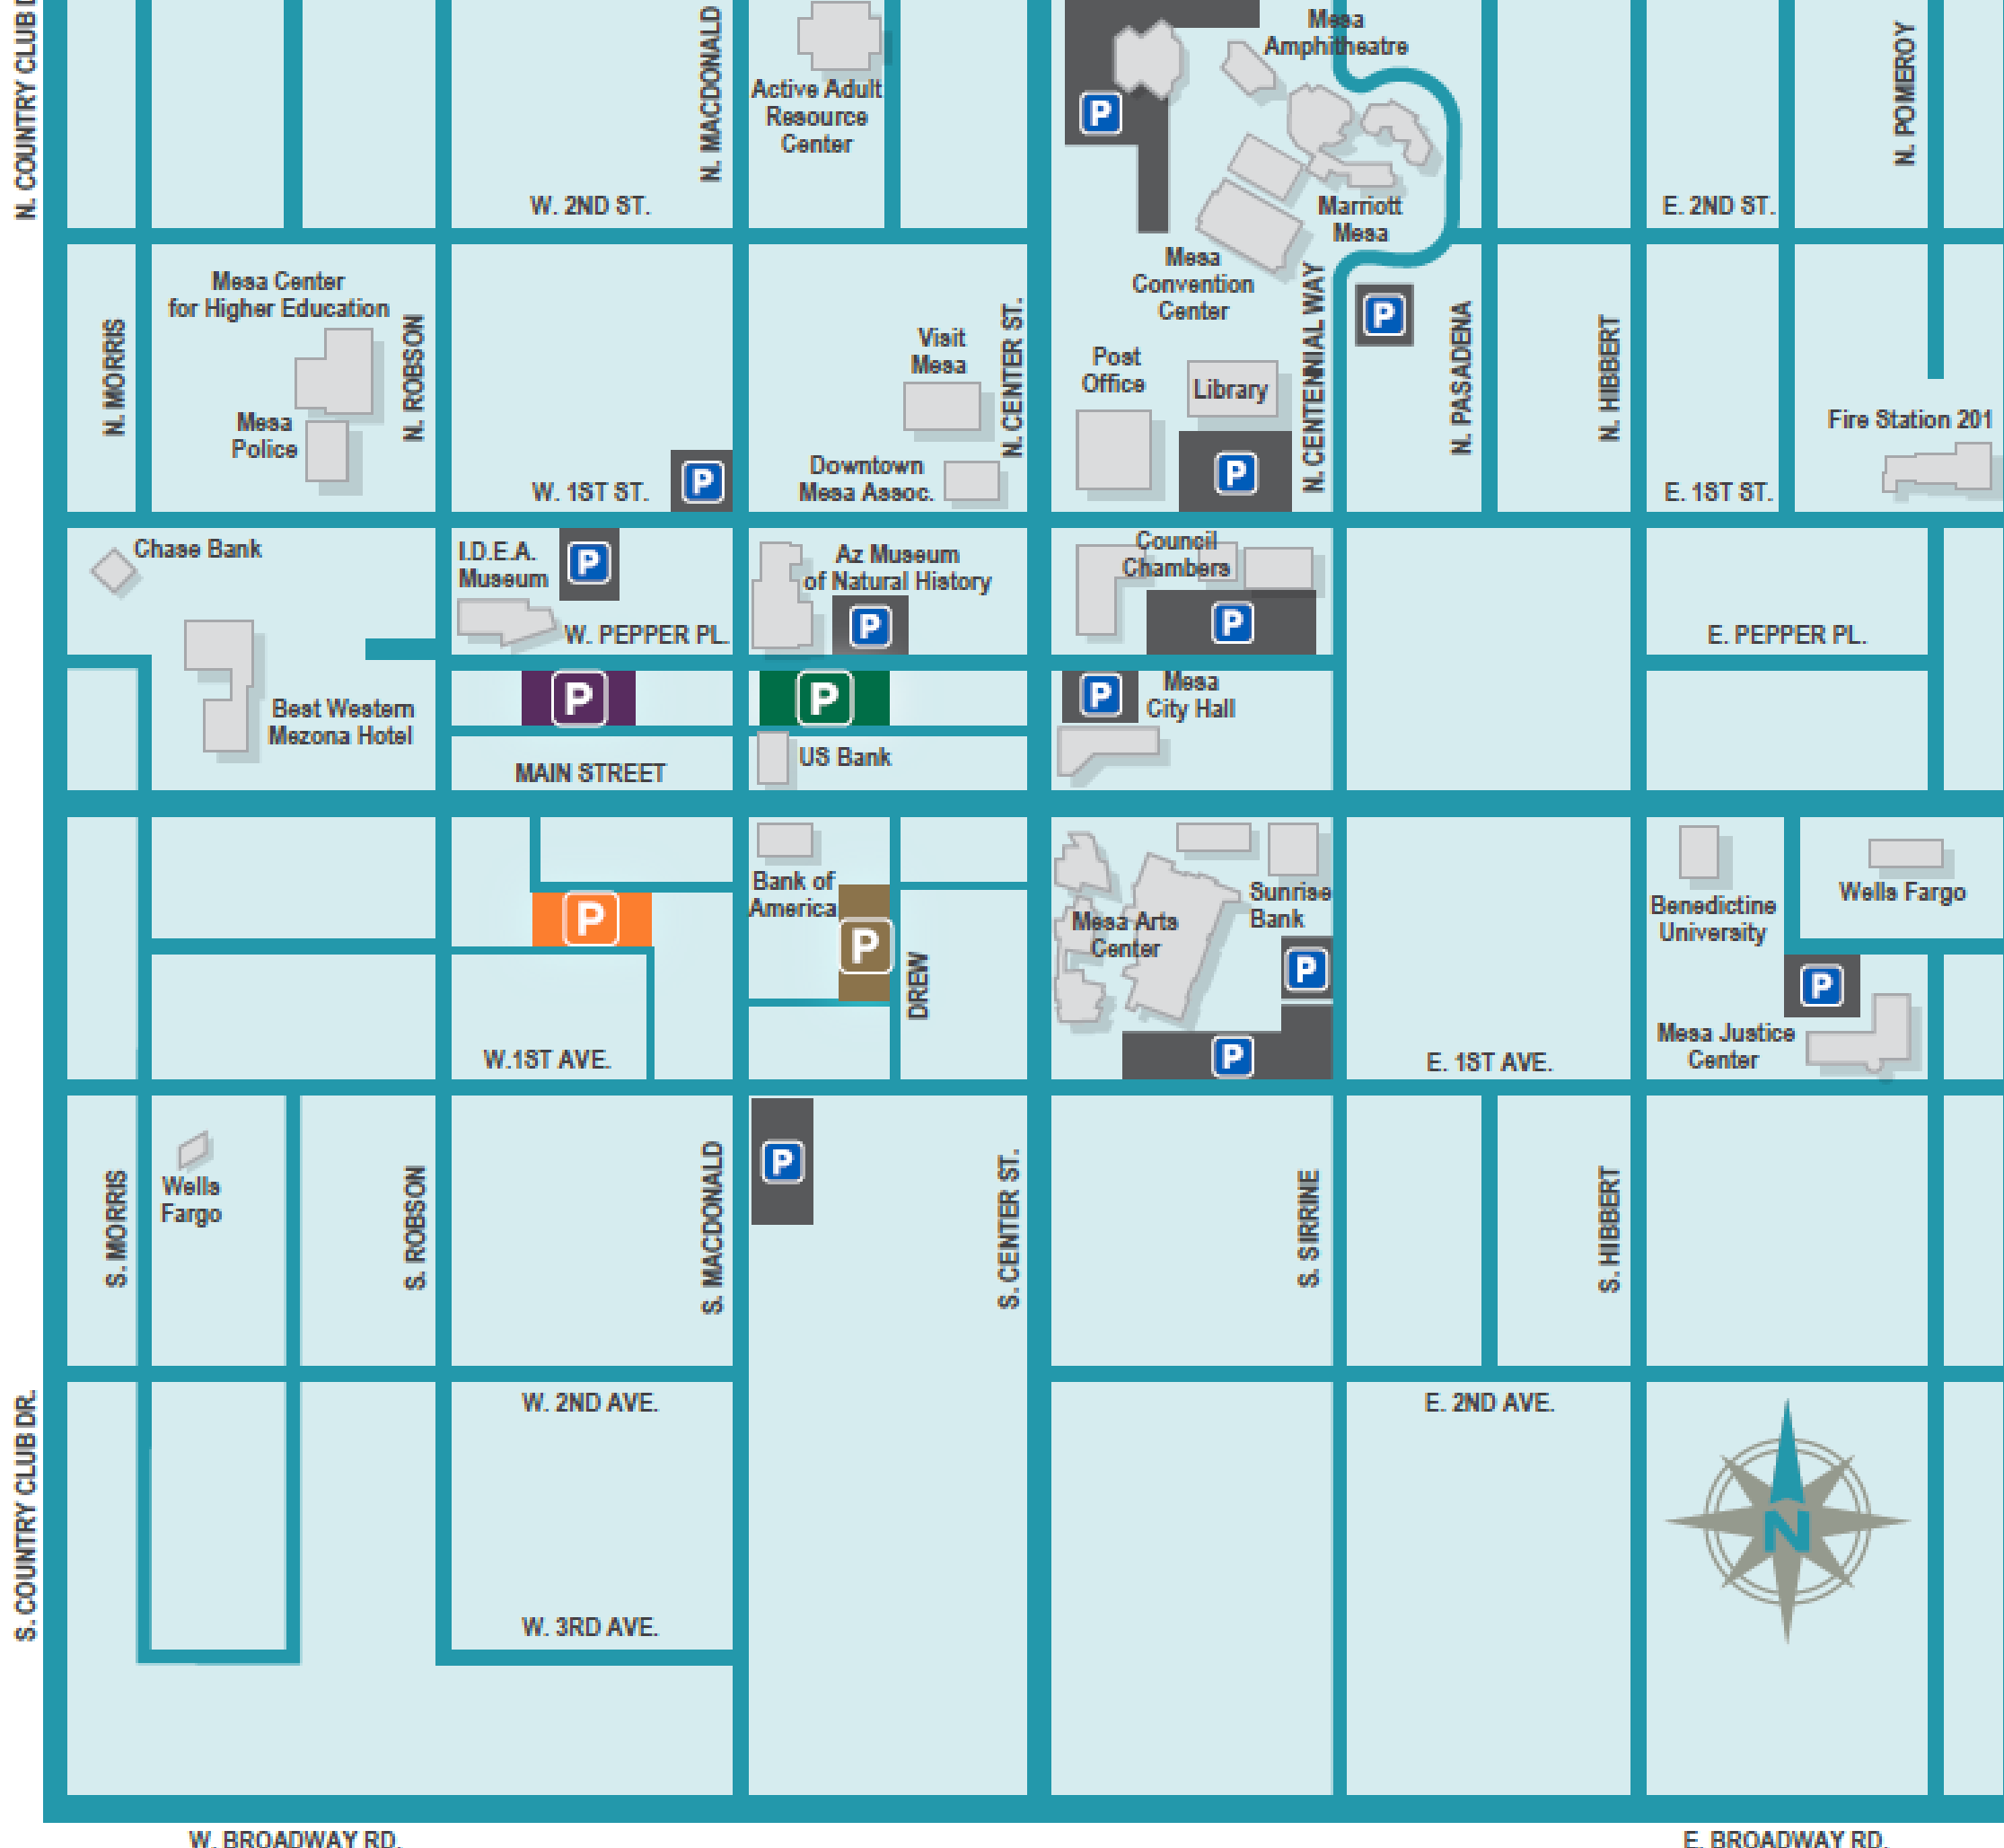 N. COUNTRY CLUB D
N. MACDONALD
Active Adult
Resource
Center
P
Mesa
Amphitheatre
N. POMEROY
W. 2ND ST.
Marriott
Mesa
E. 2ND ST.
Mesa Center
for Higher Education
N. MORRIS
N. ROBSON
Mesa
Police
Visit
Mesa
N. CENTER ST.
Mesa
Convention
Center
Post
Office
Library
N. CENTENNIAL WAY
P
N. PASADENA
N. HIBBERT
Fire Station 201
W. 1ST ST.
P
Downtown
Mesa Assoc.
P
E. 1ST ST.
Chase Bank
I.D.E.A.
Museum
P
Az Museum
of Natural History
P
Council
Chambers
P
W. PEPPER PL.
E. PEPPER PL.
Best Western
Mezona Hotel
P
P
P
Mesa
City Hall
US Bank
MAIN STREET
P
Bank of
America
P
DREW
Mesa Arts
Center
Sunrise
Bank
P
P
Benedictine
University
Wells Fargo
P
Mesa Justice
Center
W.1ST AVE.
E. 1ST AVE.
S. MORRIS
Wells
Fargo
S. ROBSON
S. MACDONALD
P
S. CENTER ST.
S. SIRRINE
S. HIBBERT
S. COUNTRY CLUB DR.
W. 2ND AVE.
E. 2ND AVE.
N
W. 3RD AVE.
W. BROADWAY RD.
E. BROADWAY RD.